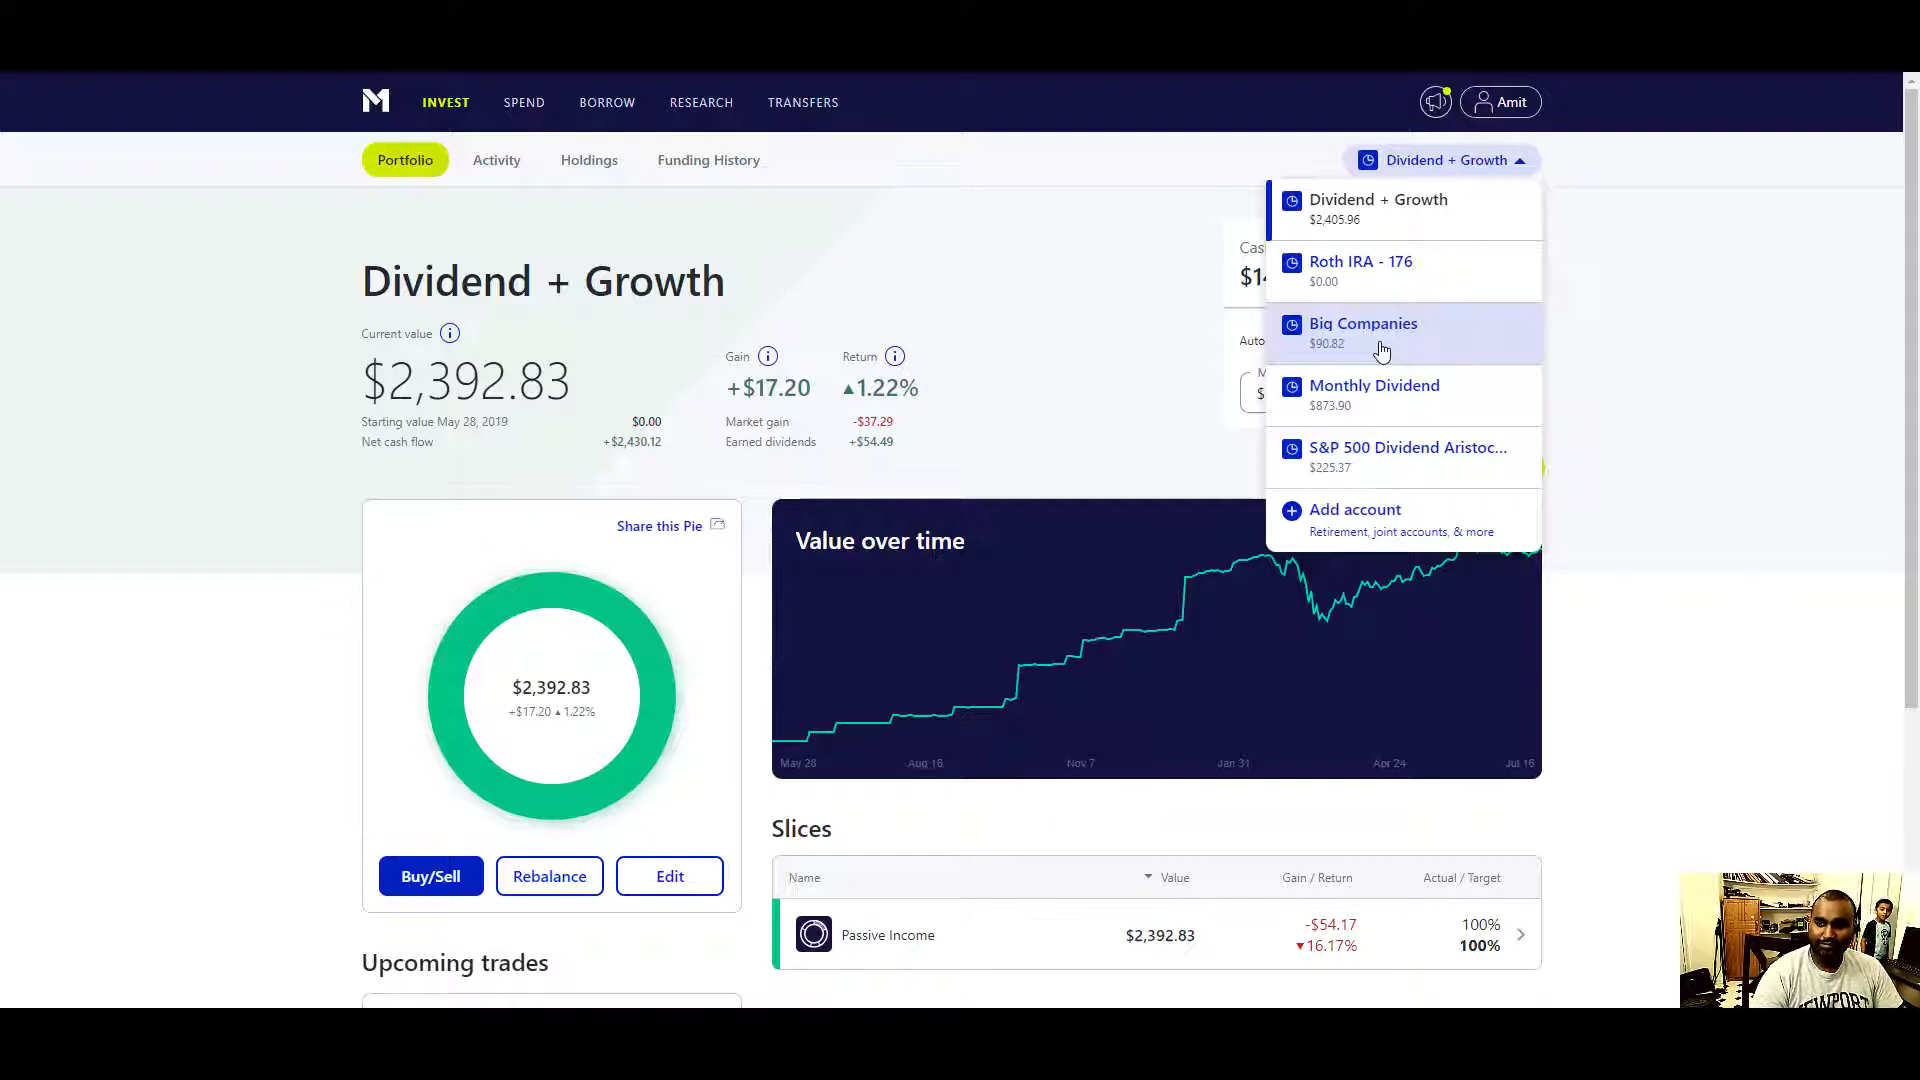 INVEST SPEND BORROW RESEARCH TRANSFERS Amit
Portfolio Activity Holdings Funding History Dividend + Growth
Dividend + Growth
$2,405.96
Roth IRA - 176
$0.00
Big Companies
$90.82
Monthly Dividend
$873.90
S&P 500 Dividend Aristoc...
$225.37
Add account
Retirement, joint accounts, & more
Dividend + Growth
Current value
$2,392.83
Starting value May 28, 2019 $0.00
Net cash flow +$2,430.12
Gain
+$17.20
Return
1.22%
Market gain -$37.29
Earned dividends +$54.49
Share this Pie
$2,392.83
+$17.20 1.22%
Buy/Sell Rebalance Edit
Upcoming trades
Value over time
May 28 Aug 16 Nov 7 Jan 31 Apr 24 Jul 16
Slices
Name Value Gain / Return Actual / Target
Passive Income $2,392.83 -$54.17 100%
16.17% 100%